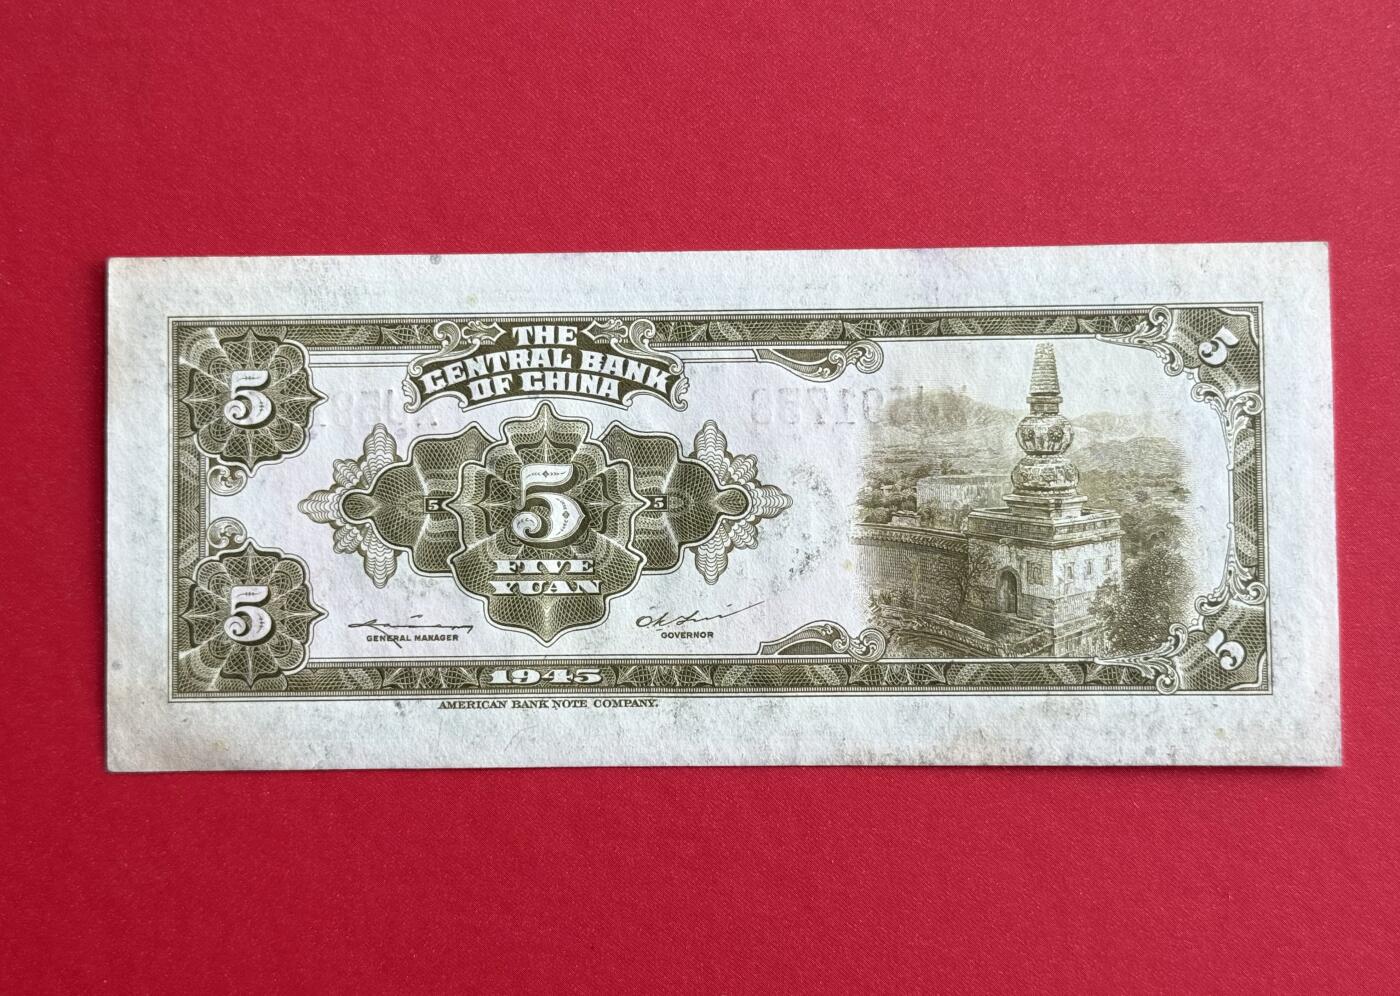 THE
CENTRAL BANK
OF CHINA
5
5
5
5
5
5
FIVE
YUAN
5
5
GENERAL MANAGER
GOVERNOR
1945
AMERICAN BANK NOTE COMPANY.